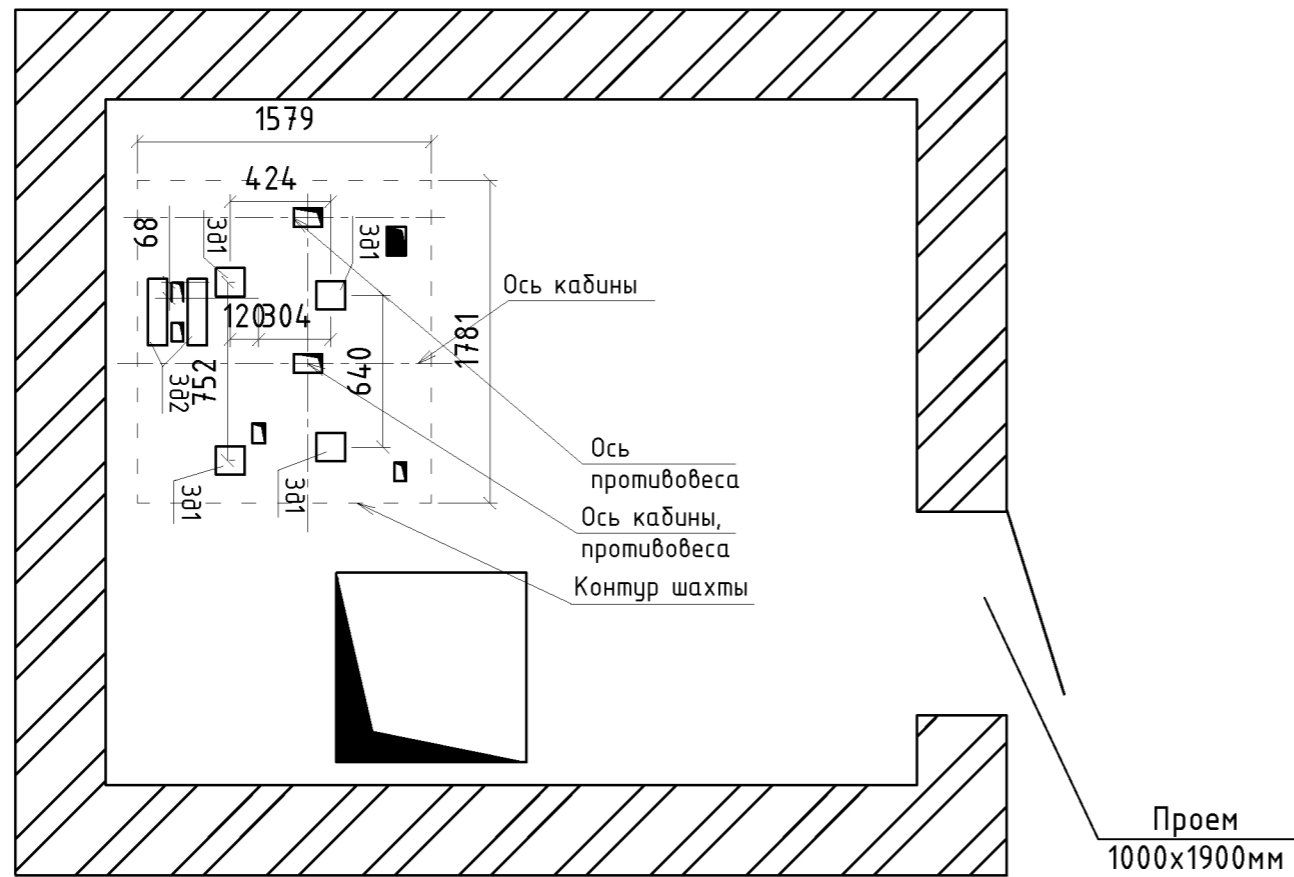 1579
424
89
Зд1
Зд1
Ось кабины
120
304
1781
640
752
Зд2
Ось
противовеса
Зд1
Зд1
Ось кабины,
противовеса
Контур шахты
Проем
1000х1900мм